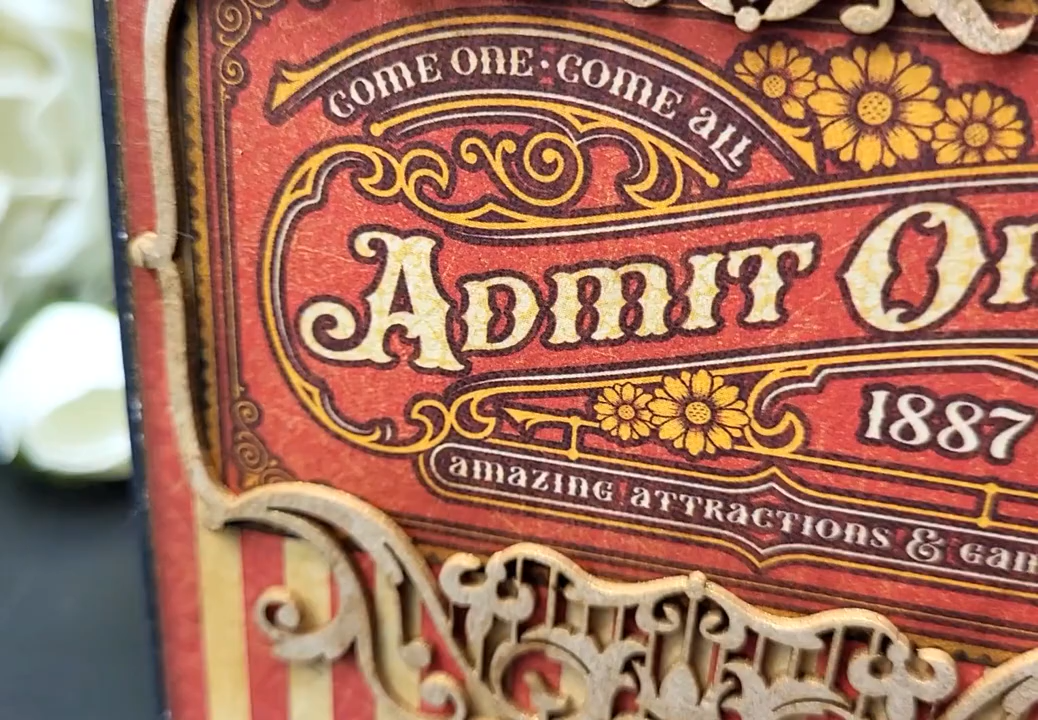 COME ONE · COME ALL
ADMIT
1887
AMAZING ATTRACTIONS &